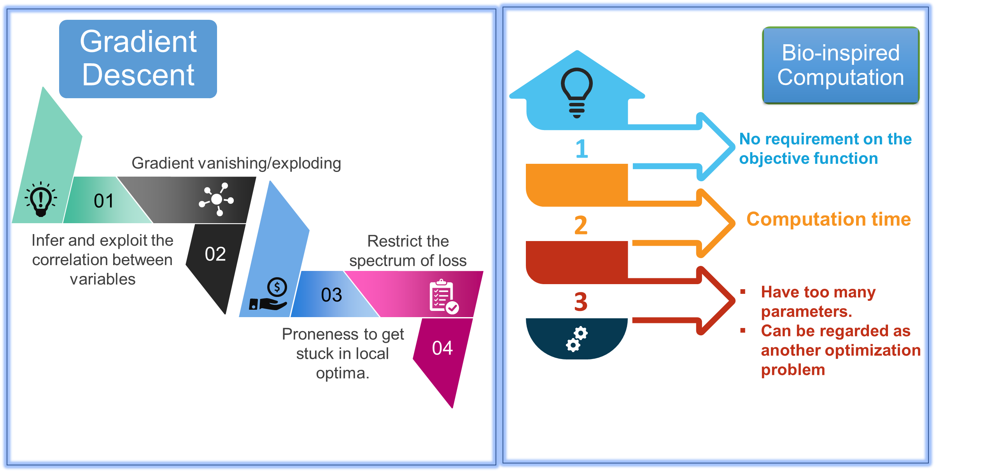 Gradient
Descent
Gradient vanishing/exploding
01
Infer and exploit the
correlation between
variables
02
Restrict the
spectrum of loss
$
03
Proneness to get
stuck in local
optima.
04
Bio-inspired
Computation
1
No requirement on the
objective function
2
Computation time
3
▪ Have too many
parameters.
▪ Can be regarded as
another optimization
problem